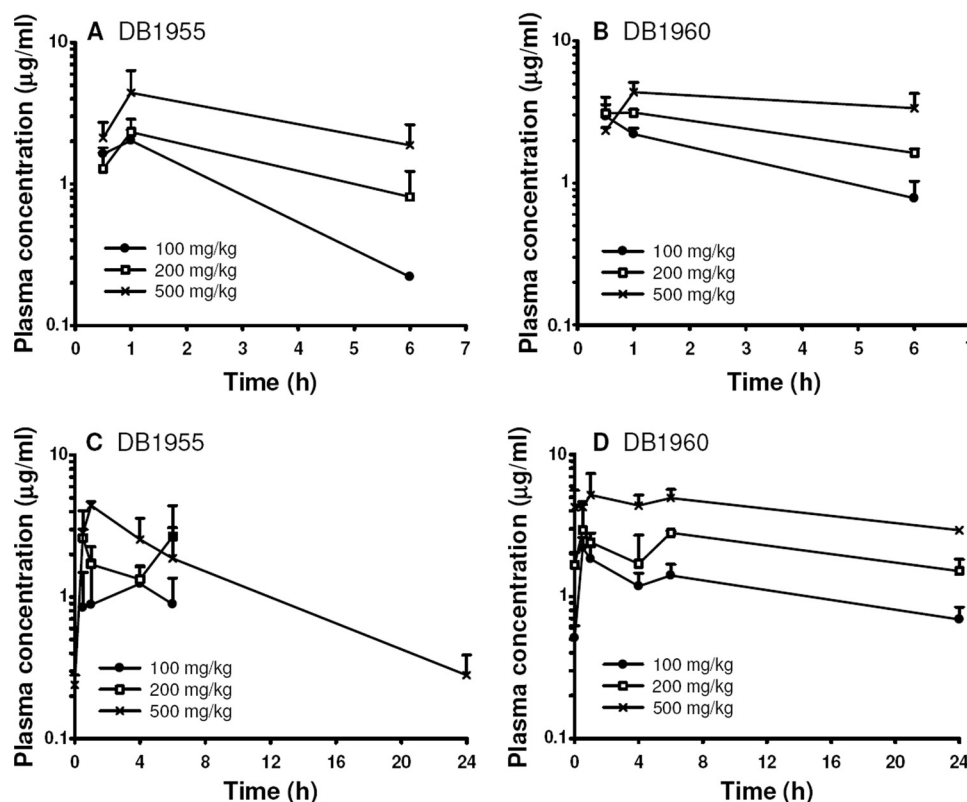 A DB1955
Plasma concentration (µg/ml)
10
1
0.1
100 mg/kg
200 mg/kg
500 mg/kg
0 1 2 3 4 5 6 7
Time (h)
B DB1960
Plasma concentration (µg/ml)
10
1
0.1
100 mg/kg
200 mg/kg
500 mg/kg
0 1 2 3 4 5 6
Time (h)
C DB1955
Plasma concentration (µg/ml)
10
1
0.1
100 mg/kg
200 mg/kg
500 mg/kg
0 4 8 12 16 20 24
Time (h)
D DB1960
Plasma concentration (µg/ml)
10
1
0.1
100 mg/kg
200 mg/kg
500 mg/kg
0 4 8 12 16 20 24
Time (h)